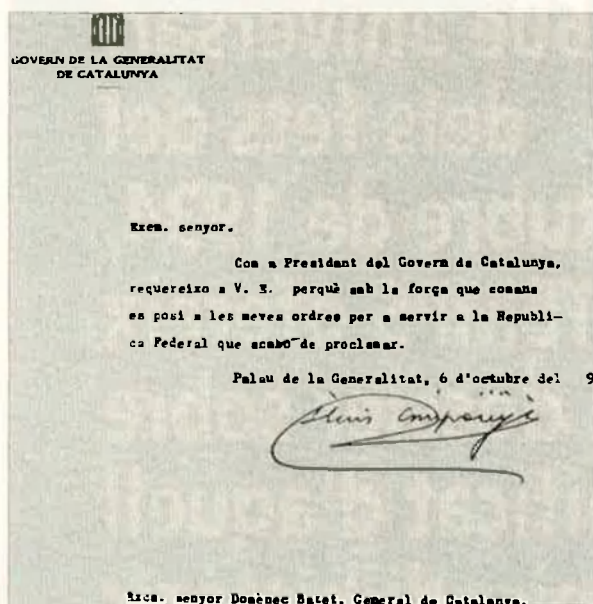 GOVERN DE LA GENERALITAT
DE CATALUNYA
Exem. senyor.
Com a President del Govern de Catalunya,
requereixo a V. E. perquè amb la força que comana
es posi a les meves ordres per a servir a la Republi-
ca Federal que acabo de proclamar.
Palau de la Generalitat, 6 d'octubre del 9
Lluis Companys
Excm. senyor Domènec Batet, General de Catalunya.